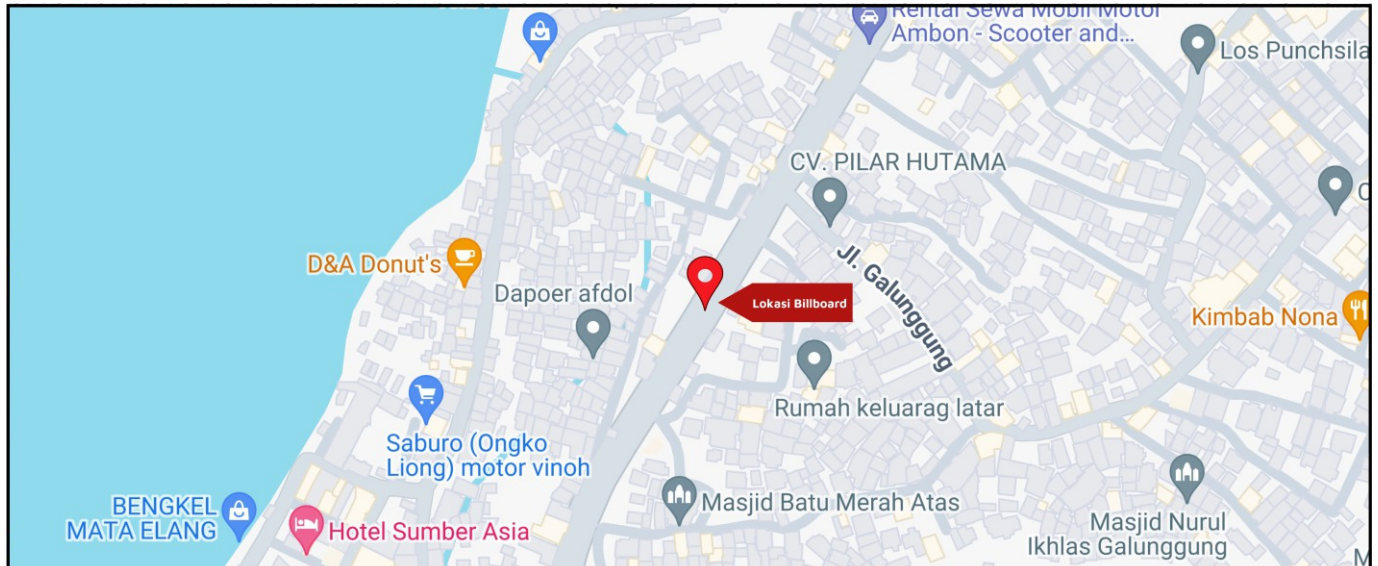 Rental Sewa Mobil Motor
Ambon - Scooter and...
Los Punchsila
CV. PILAR HUTAMA
C
D&A Donut's
Jl. Galunggung
Dapoer afdol
Lokasi Billboard
Kimbab Nona
Rumah keluarag latar
Saburo (Ongko
Liong) motor vinoh
BENGKEL
MATA ELANG
Hotel Sumber Asia
Masjid Batu Merah Atas
Masjid Nurul
Ikhlas Galunggung
M